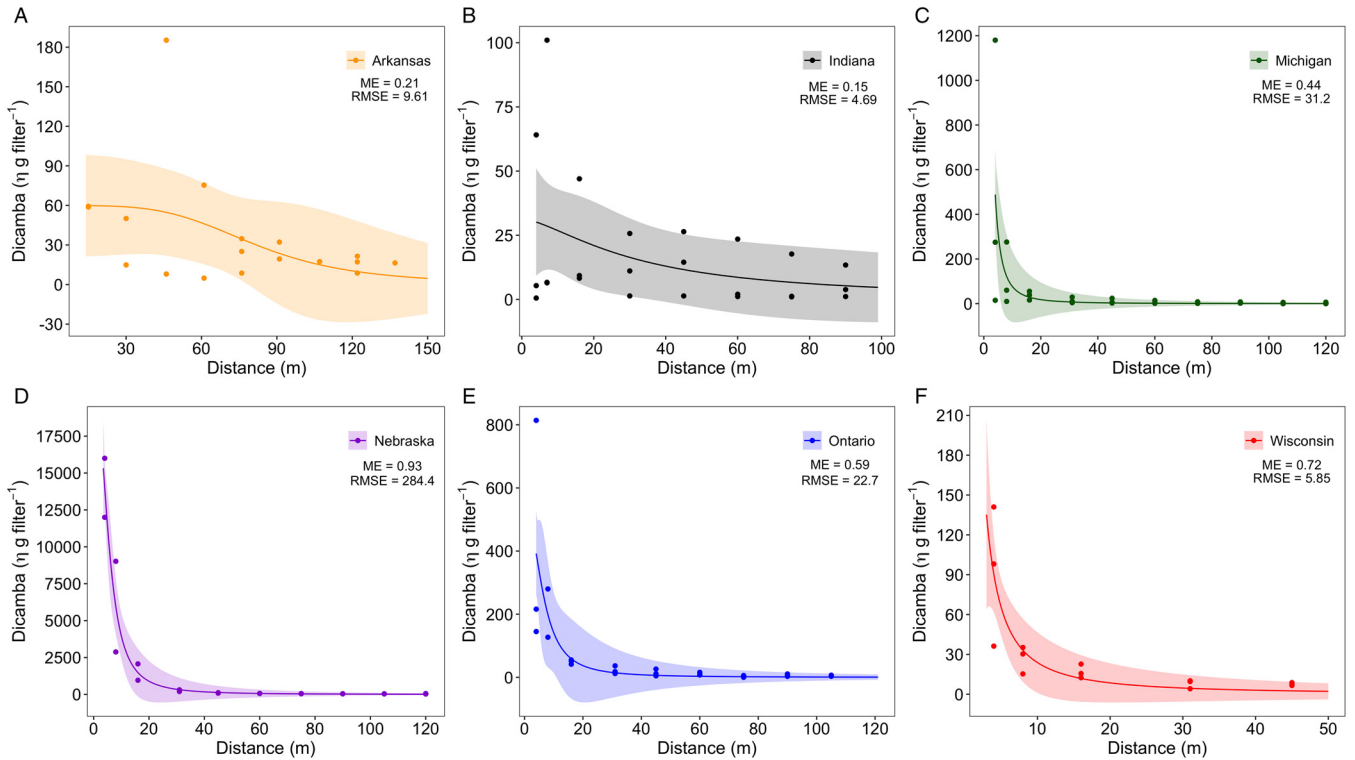 A
Dicamba (η g filter⁻¹)
180
150
120
90
60
30
0
-30
Arkansas
ME = 0.21
RMSE = 9.61
30 60 90 120 150
Distance (m)
B
Dicamba (η g filter⁻¹)
100
75
50
25
0
Indiana
ME = 0.15
RMSE = 4.69
0 20 40 60 80 100
Distance (m)
C
Dicamba (η g filter⁻¹)
1200
1000
800
600
400
200
0
Michigan
ME = 0.44
RMSE = 31.2
0 20 40 60 80 100 120
Distance (m)
D
Dicamba (η g filter⁻¹)
17500
15000
12500
10000
7500
5000
2500
0
Nebraska
ME = 0.93
RMSE = 284.4
0 20 40 60 80 100 120
Distance (m)
E
Dicamba (η g filter⁻¹)
800
600
400
200
0
Ontario
ME = 0.59
RMSE = 22.7
0 20 40 60 80 100 120
Distance (m)
F
Dicamba (η g filter⁻¹)
210
180
150
120
90
60
30
0
Wisconsin
ME = 0.72
RMSE = 5.85
10 20 30 40 50
Distance (m)